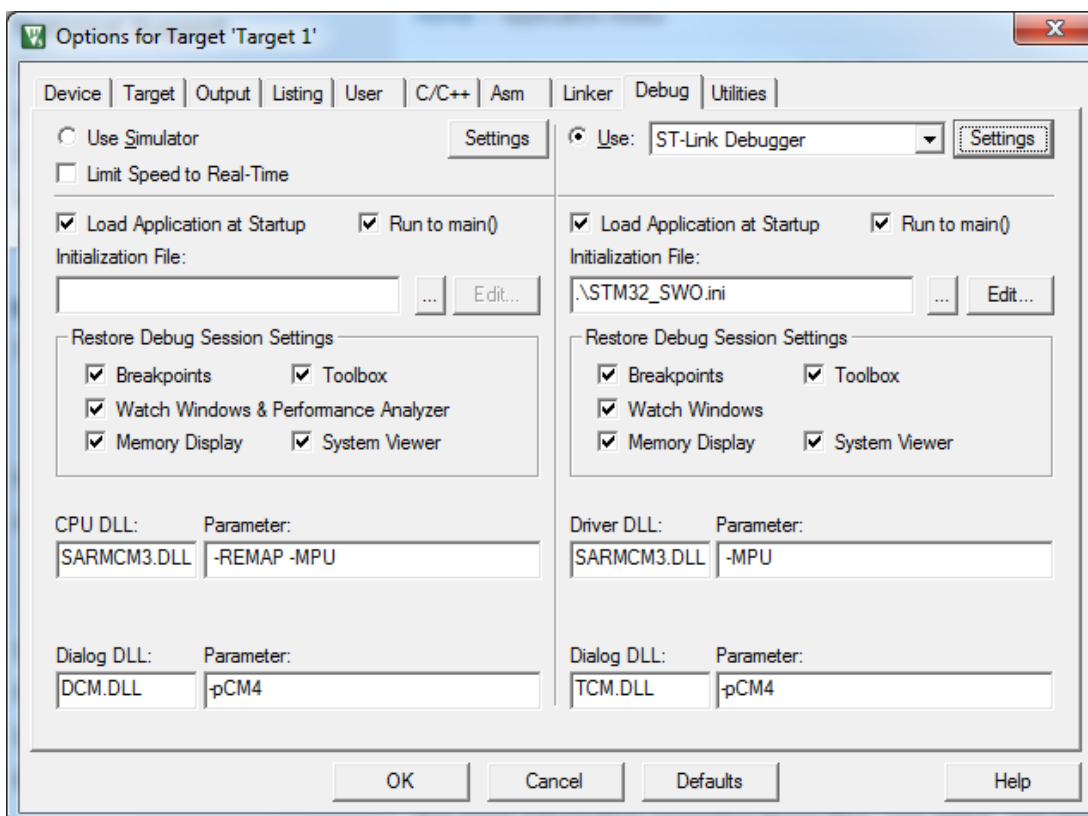 Options for Target 'Target 1'
Device Target Output Listing User C/C++ Asm Linker Debug Utilities
Use Simulator Settings Use: ST-Link Debugger Settings
Limit Speed to Real-Time
Load Application at Startup Run to main() Load Application at Startup Run to main()
Initialization File: Initialization File:
... Edit... .\STM32_SWO.ini ... Edit...
Restore Debug Session Settings Restore Debug Session Settings
Breakpoints Toolbox Breakpoints Toolbox
Watch Windows & Performance Analyzer Watch Windows
Memory Display System Viewer Memory Display System Viewer
CPU DLL: Parameter: Driver DLL: Parameter:
SARMCM3.DLL -REMAP -MPU SARMCM3.DLL -MPU
Dialog DLL: Parameter: Dialog DLL: Parameter:
DCM.DLL -pCM4 TCM.DLL -pCM4
OK Cancel Defaults Help